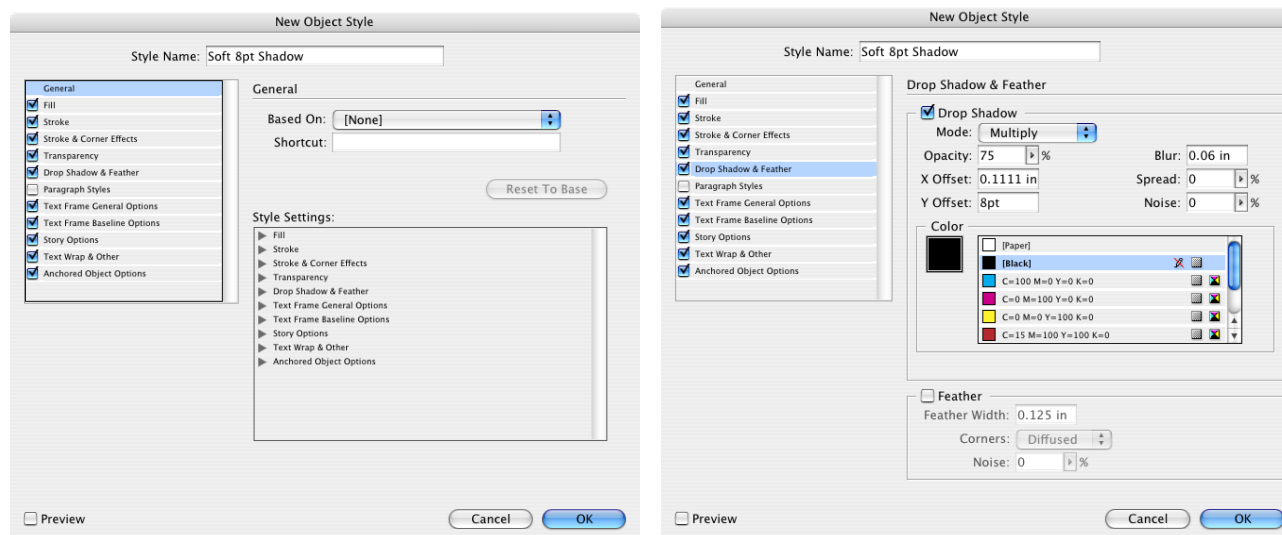 New Object Style
Style Name: Soft 8pt Shadow
General
Fill
Stroke
Stroke & Corner Effects
Transparency
Drop Shadow & Feather
Paragraph Styles
Text Frame General Options
Text Frame Baseline Options
Story Options
Text Wrap & Other
Anchored Object Options
General
Based On: [None]
Shortcut:
Reset To Base
Style Settings:
Fill
Stroke
Stroke & Corner Effects
Transparency
Drop Shadow & Feather
Text Frame General Options
Text Frame Baseline Options
Story Options
Text Wrap & Other
Anchored Object Options
Preview
Cancel OK
New Object Style
Style Name: Soft 8pt Shadow
General
Fill
Stroke
Stroke & Corner Effects
Transparency
Drop Shadow & Feather
Paragraph Styles
Text Frame General Options
Text Frame Baseline Options
Story Options
Text Wrap & Other
Anchored Object Options
Drop Shadow & Feather
Drop Shadow
Mode: Multiply
Opacity: 75 % Blur: 0.06 in
X Offset: 0.1111 in Spread: 0 %
Y Offset: 8pt Noise: 0 %
Color
[Paper]
[Black]
C=100 M=0 Y=0 K=0
C=0 M=100 Y=0 K=0
C=0 M=0 Y=100 K=0
C=15 M=100 Y=100 K=0
Feather
Feather Width: 0.125 in
Corners: Diffused
Noise: 0 %
Preview
Cancel OK